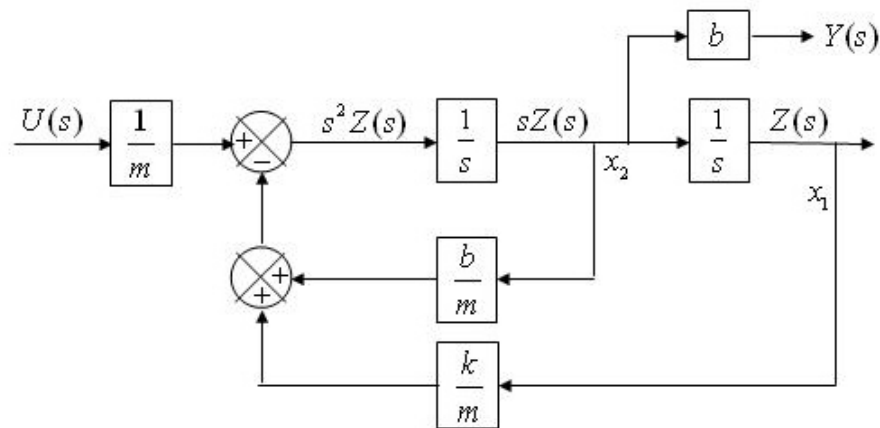 b
Y(s)
U(s)
1
m
+
−
s²Z(s)
1
s
sZ(s)
x₂
1
s
Z(s)
x₁
+
+
b
m
k
m